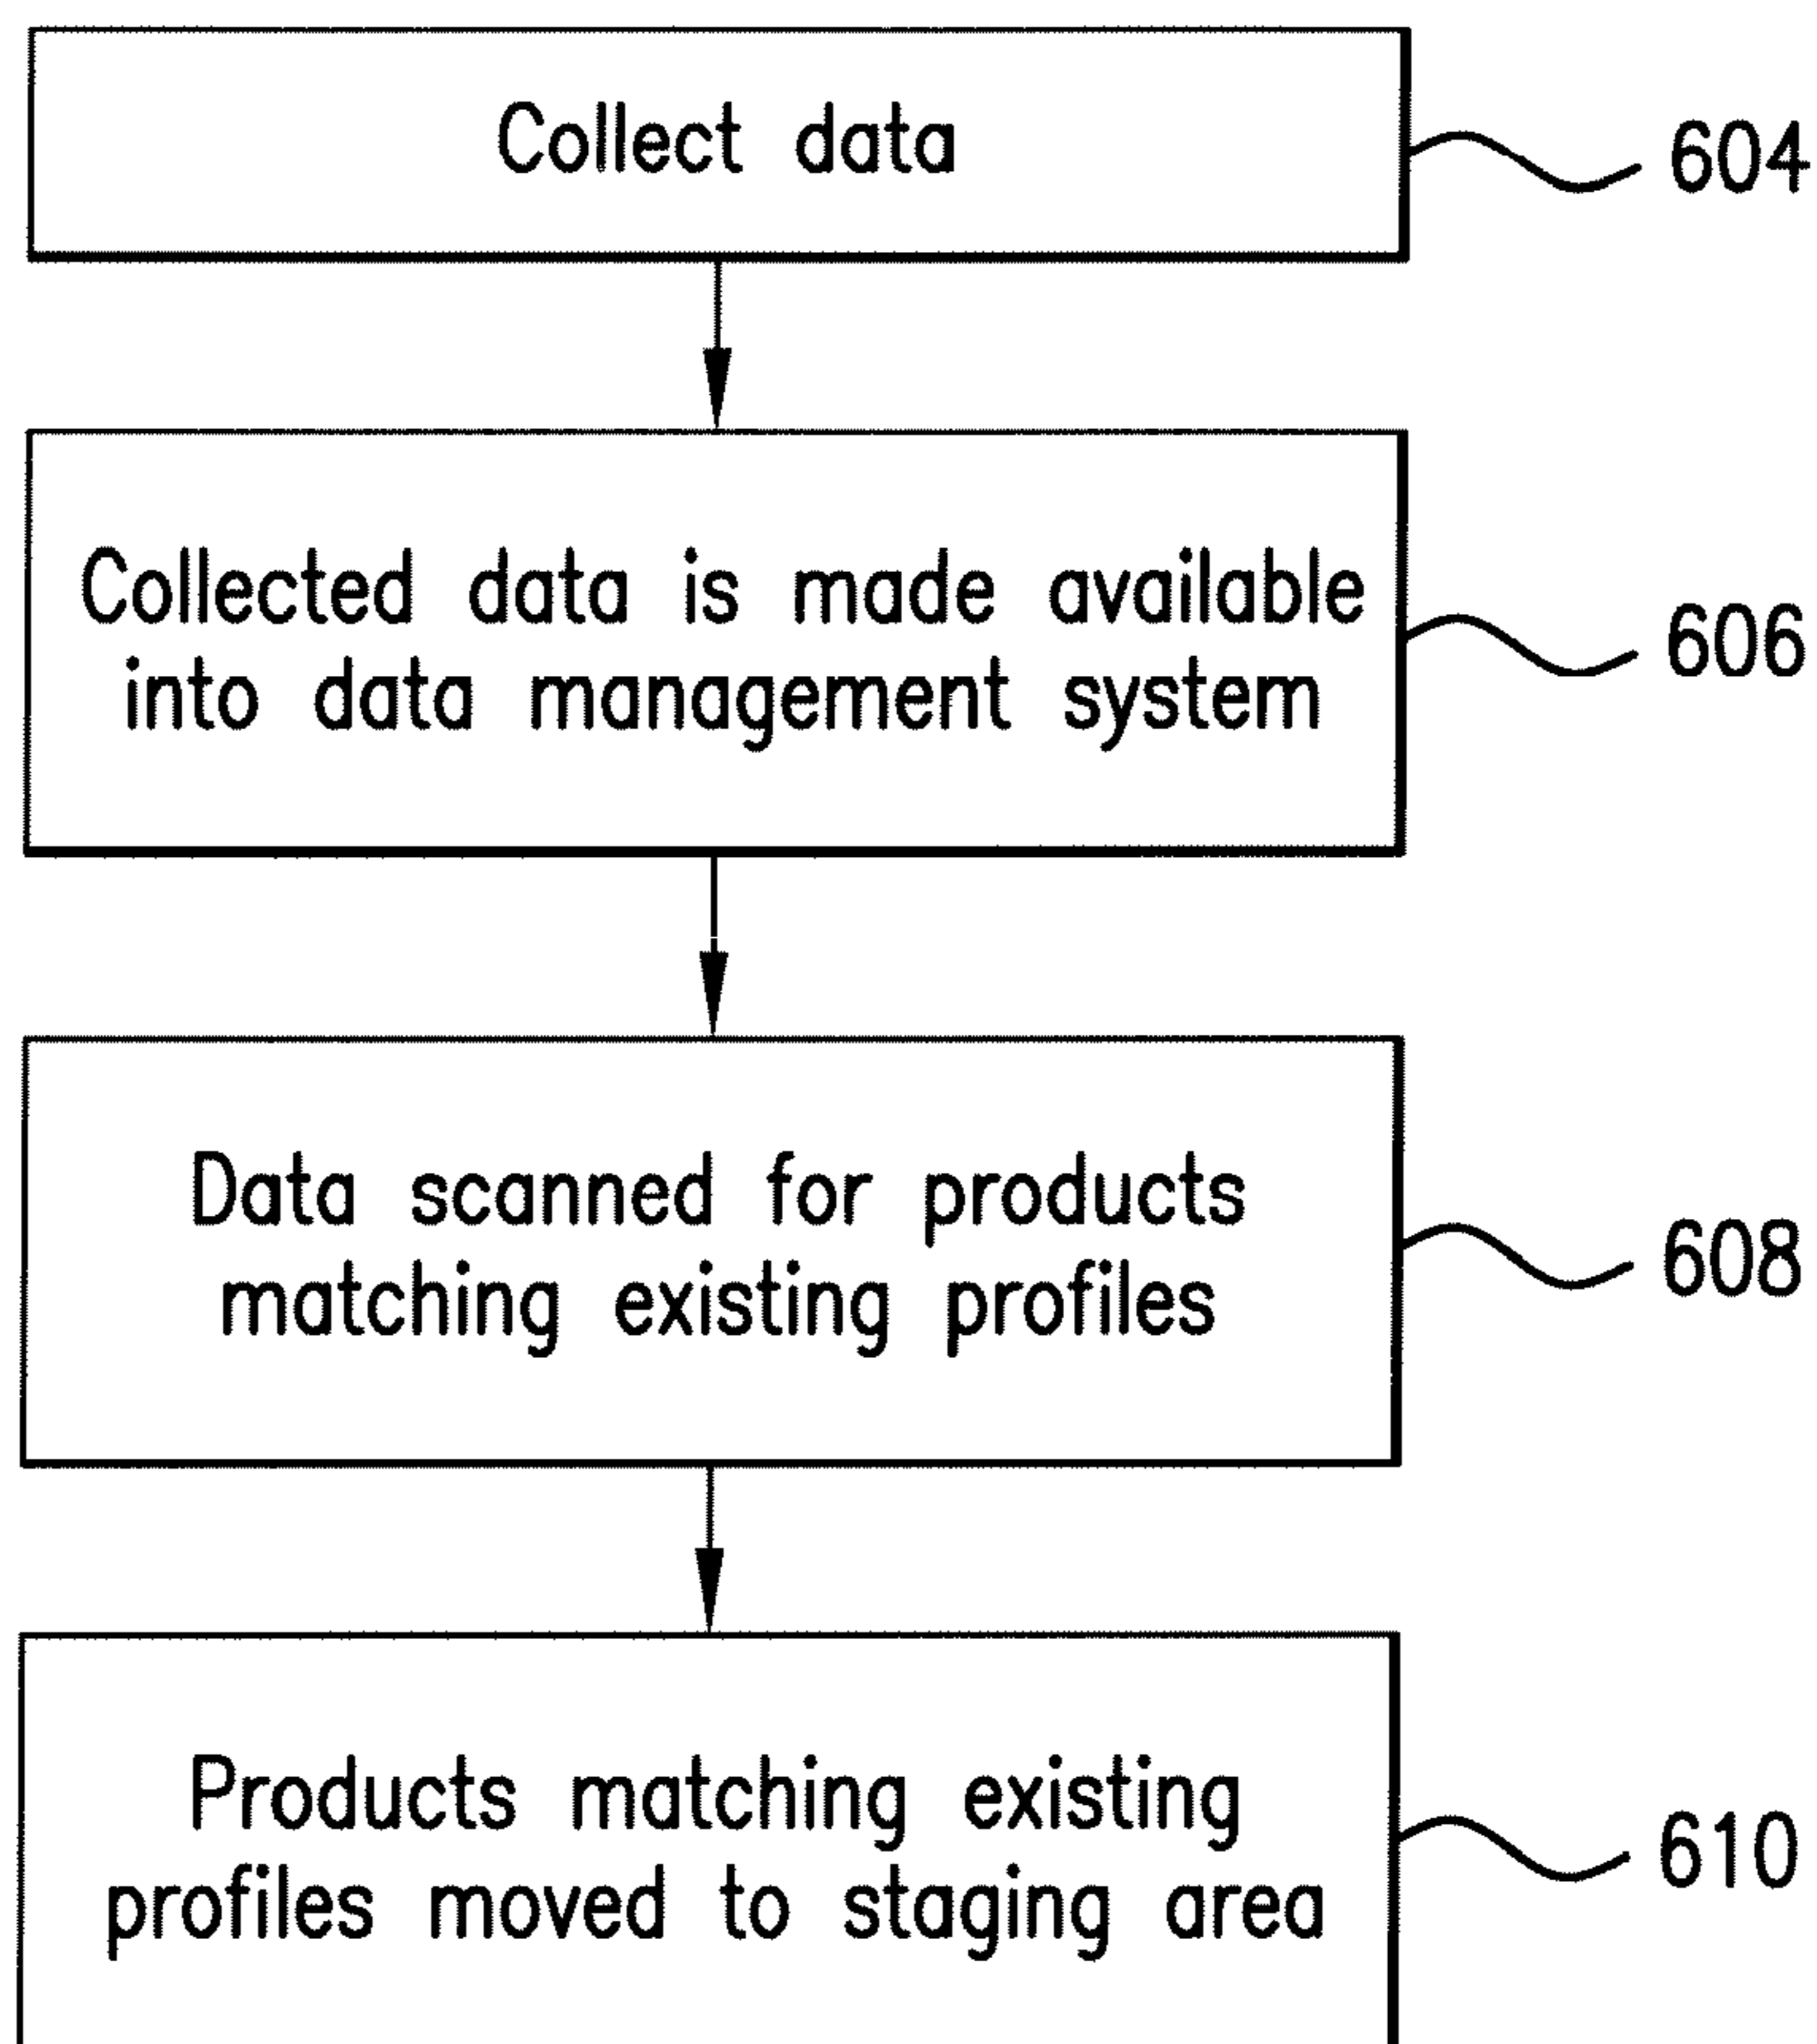 Collect data
604
Collected data is made available
into data management system
606
Data scanned for products
matching existing profiles
608
Products matching existing
profiles moved to staging area
610